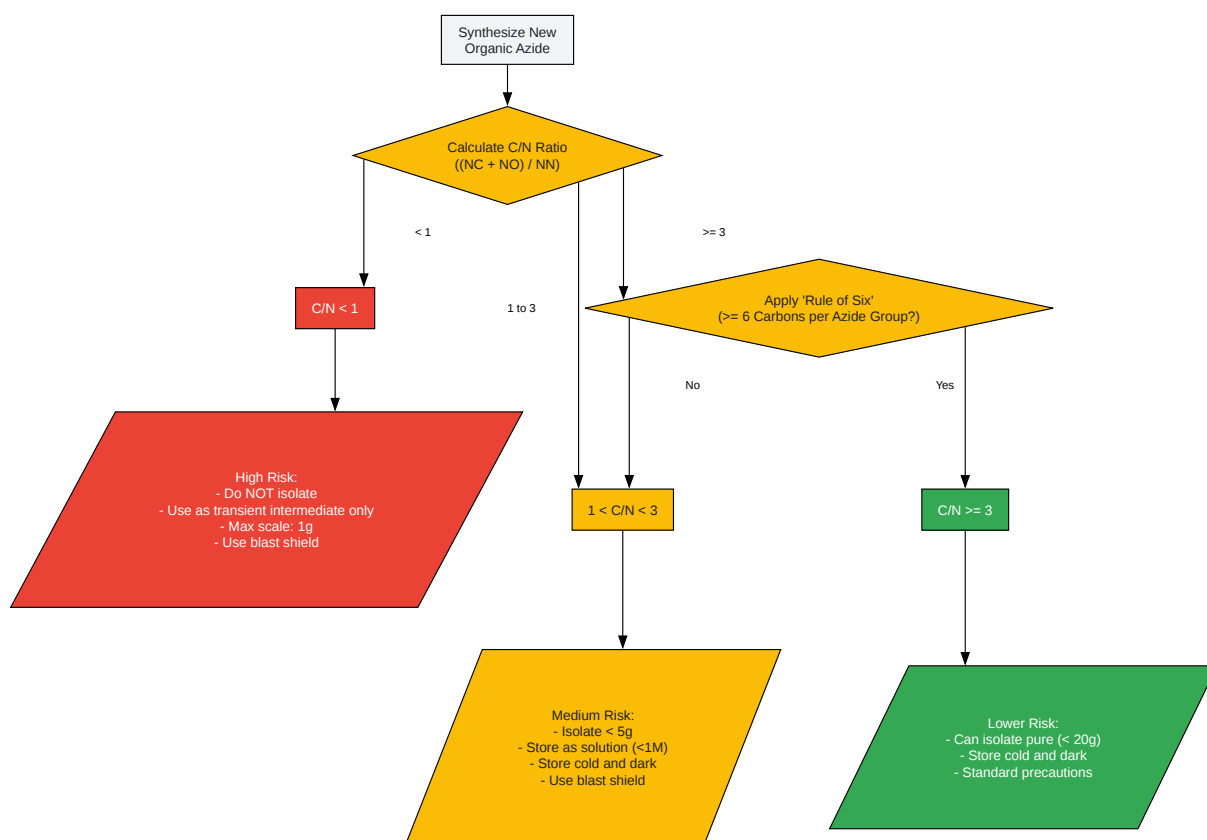 Synthesize New
Organic Azide
Calculate C/N Ratio
((NC + NO) / NN)
< 1
>= 3
C/N < 1
1 to 3
Apply 'Rule of Six'
(>= 6 Carbons per Azide Group?)
No
Yes
High Risk:
- Do NOT isolate
- Use as transient intermediate only
- Max scale: 1g
- Use blast shield
1 < C/N < 3
C/N >= 3
Medium Risk:
- Isolate < 5g
- Store as solution (<1M)
- Store cold and dark
- Use blast shield
Lower Risk:
- Can isolate pure (< 20g)
- Store cold and dark
- Standard precautions